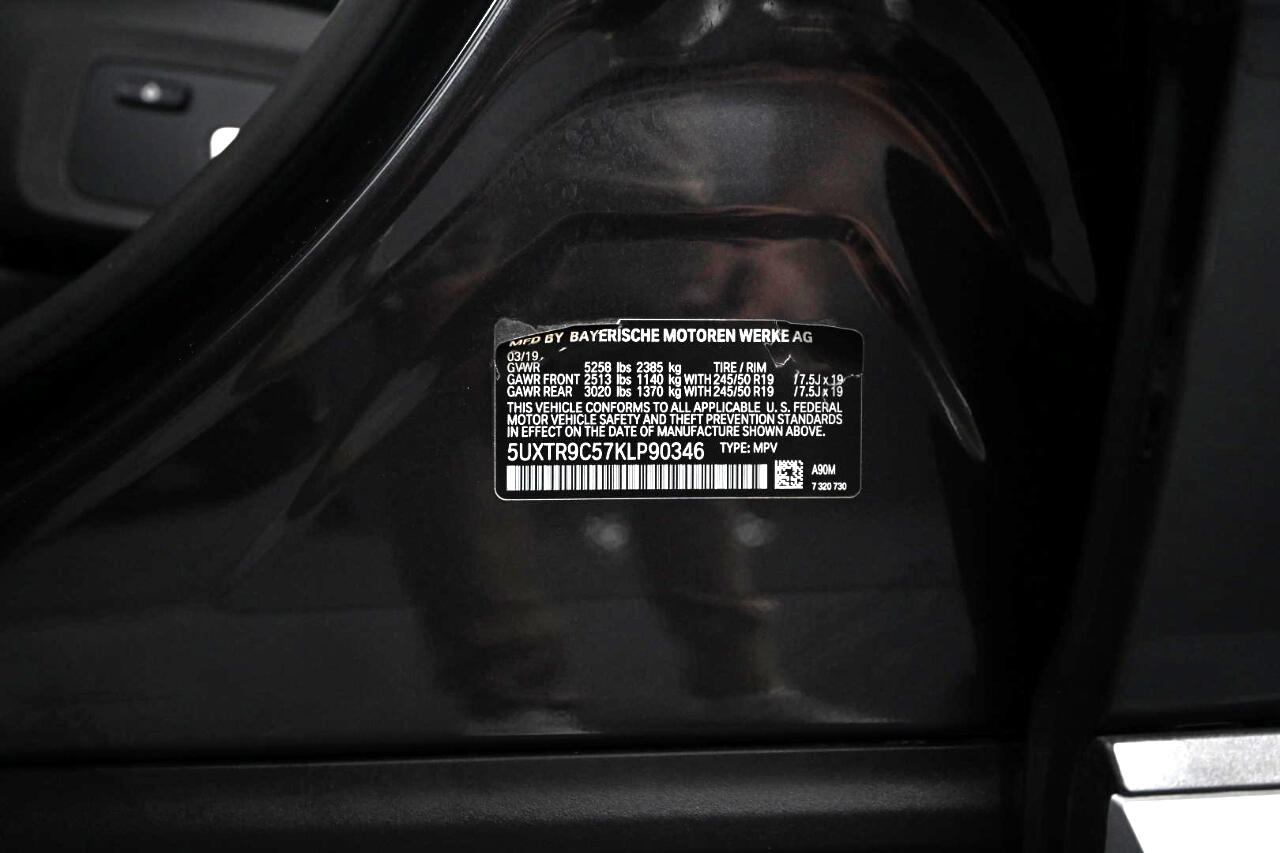 MFD BY BAYERISCHE MOTOREN WERKE AG
03/19
GVWR 5258 lbs 2385 kg TIRE / RIM
GAWR FRONT 2513 lbs 1140 kg WITH 245/50 R19 / 7.5J x 19
GAWR REAR 3020 lbs 1370 kg WITH 245/50 R19 / 7.5J x 19
THIS VEHICLE CONFORMS TO ALL APPLICABLE U. S. FEDERAL
MOTOR VEHICLE SAFETY AND THEFT PREVENTION STANDARDS
IN EFFECT ON THE DATE OF MANUFACTURE SHOWN ABOVE.
5UXTR9C57KLP90346 TYPE: MPV
A90M
7 320 730